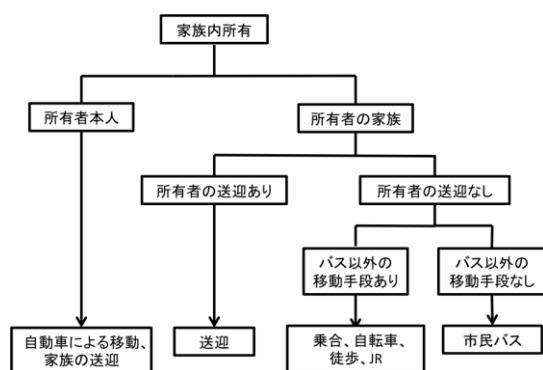 家族内所有
所有者本人
所有者の家族
所有者の送迎あり
所有者の送迎なし
バス以外の
移動手段あり
バス以外の
移動手段なし
自動車による移動、
家族の送迎
送迎
乗合、自転車、
徒歩、JR
市民バス